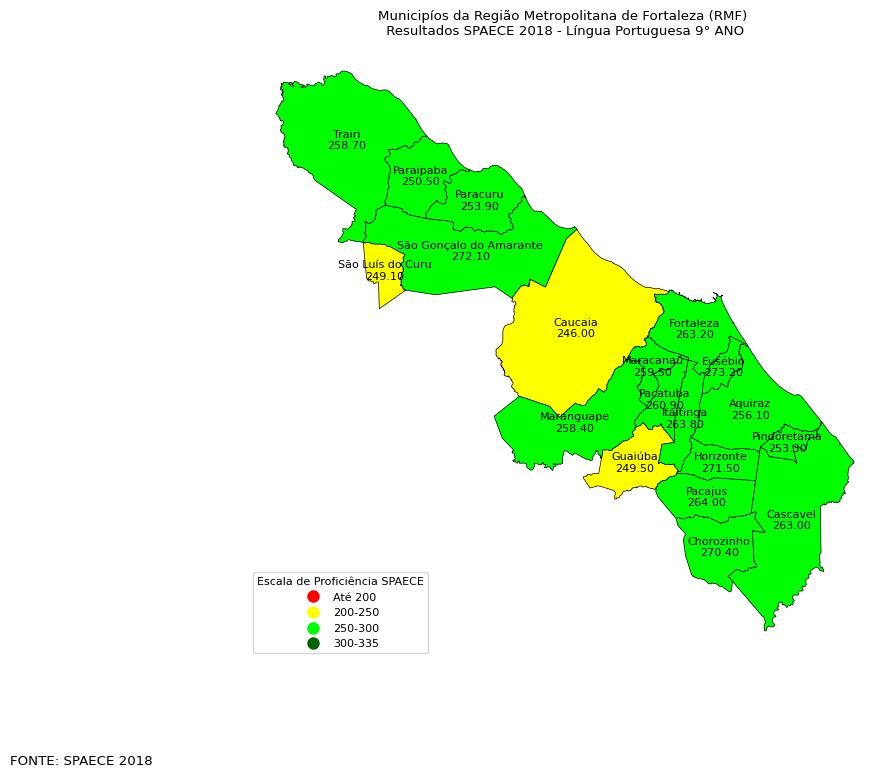 Municipíos da Região Metropolitana de Fortaleza (RMF)
Resultados SPAECE 2018 - Língua Portuguesa 9° ANO
Trairi
258.70
Paraipaba
250.50
Paracuru
253.90
São Gonçalo do Amarante
272.10
São Luís do Curu
249.10
Caucaia
246.00
Fortaleza
263.20
Maracanaú
259.50
Eusébio
273.20
Pacatuba
260.90
Itaitinga
263.80
Aquiraz
256.10
Maranguape
258.40
Pindoretama
253.30
Guaiúba
249.50
Horizonte
271.50
Pacajus
264.00
Cascavel
263.00
Chorozinho
270.40
Escala de Proficiência SPAECE
Até 200
200-250
250-300
300-335
FONTE: SPAECE 2018